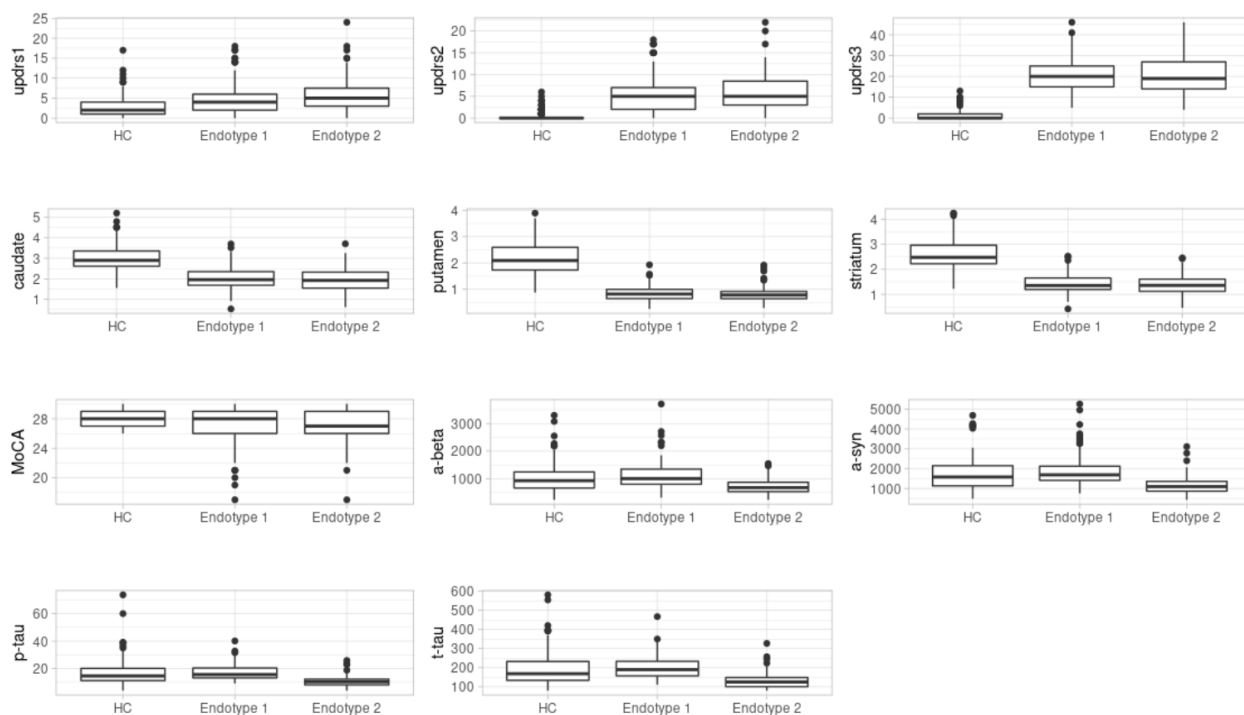 updrs1
25
20
15
10
5
0
HC Endotype 1 Endotype 2
updrs2
20
15
10
5
0
HC Endotype 1 Endotype 2
updrs3
40
30
20
10
0
HC Endotype 1 Endotype 2
caudate
5
4
3
2
1
HC Endotype 1 Endotype 2
putamen
4
3
2
1
HC Endotype 1 Endotype 2
striatum
4
3
2
1
HC Endotype 1 Endotype 2
MoCA
28
24
20
HC Endotype 1 Endotype 2
a-beta
3000
2000
1000
HC Endotype 1 Endotype 2
a-syn
5000
4000
3000
2000
1000
HC Endotype 1 Endotype 2
p-tau
60
40
20
HC Endotype 1 Endotype 2
t-tau
600
500
400
300
200
100
HC Endotype 1 Endotype 2